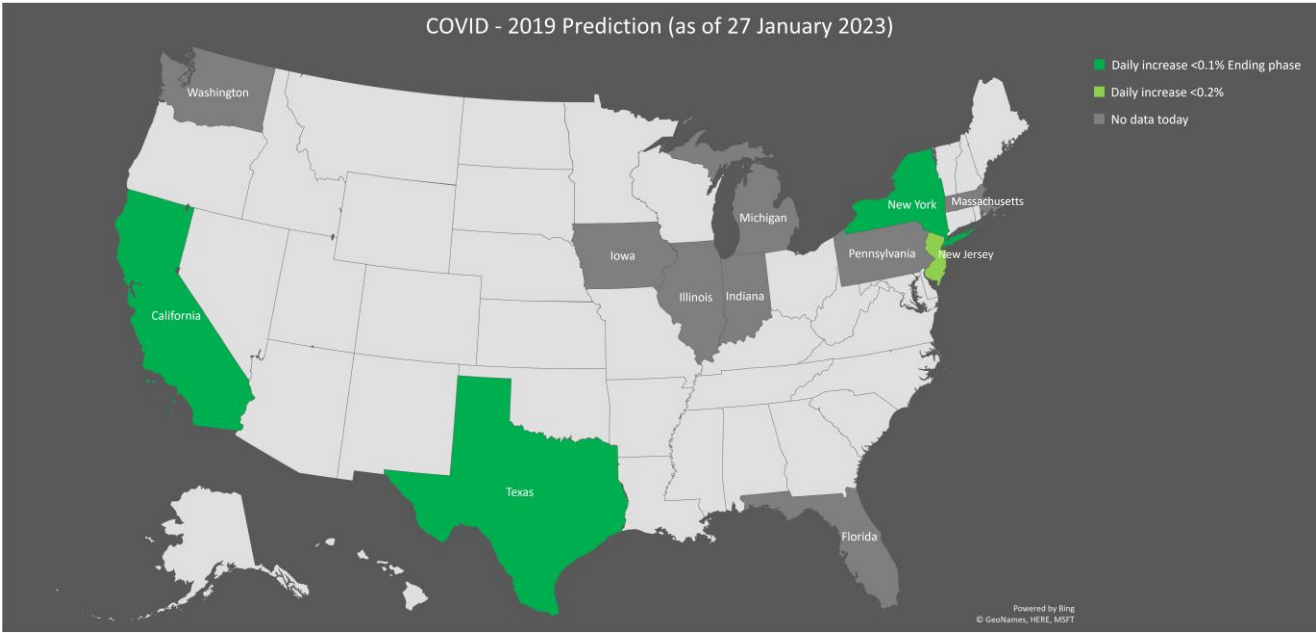 COVID - 2019 Prediction (as of 27 January 2023)
Daily increase <0.1% Ending phase
Daily increase <0.2%
No data today
Washington
California
Texas
Iowa
Illinois
Indiana
Michigan
New York
Massachusetts
Pennsylvania
New Jersey
Florida
Powered by Bing
© GeoNames, HERE, MSFT